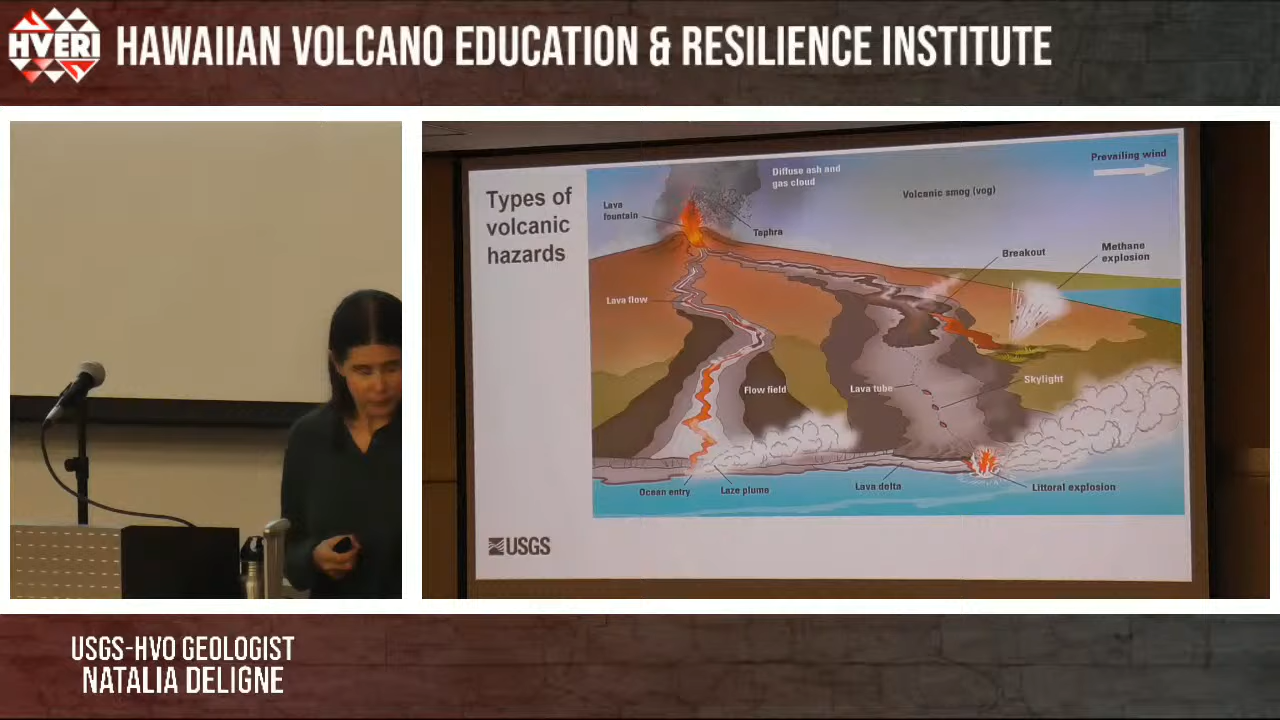 HVERI
HAWAIIAN VOLCANO EDUCATION & RESILIENCE INSTITUTE
Types of
volcanic
hazards
Diffuse ash and
gas cloud
Prevailing wind
Volcanic smog (vog)
Lava
fountain
Tephra
Breakout
Methane
explosion
Lava flow
Flow field
Lava tube
Skylight
Ocean entry
Laze plume
Lava delta
Littoral explosion
USGS
USGS-HVO GEOLOGIST
NATALIA DELIGNE